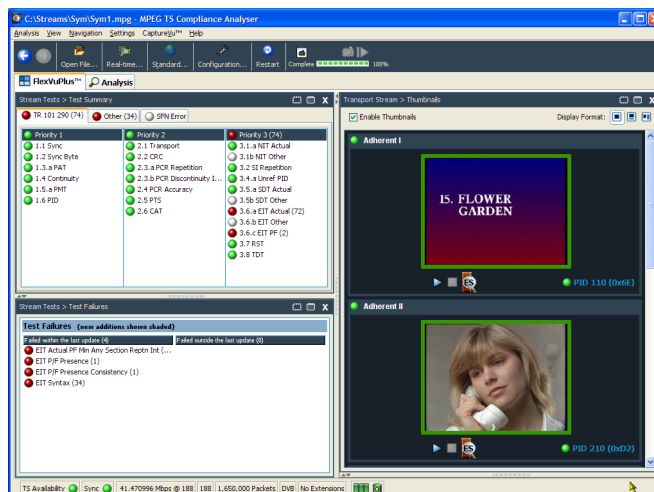 C:\Streams\Sym\Sym1.mpg - MPEG TS Compliance Analyser
Analysis View Navigation Settings CaptureVu™ Help
Open File... Real-time... Standard... Configuration... Restart Complete 100%
FlexVuPlus™ Analysis
Stream Tests > Test Summary
TR 101 290 (74) Other (34) SFN Error
Priority 1
1.1 Sync
1.2 Sync Byte
1.3.a PAT
1.4 Continuity
1.5.a PMT
1.6 PID
Priority 2
2.1 Transport
2.2 CRC
2.3.a PCR Repetition
2.3.b PCR Discontinuity I...
2.4 PCR Accuracy
2.5 PTS
2.6 CAT
Priority 3 (74)
3.1.a NIT Actual
3.1b NIT Other
3.2 SI Repetition
3.4.a Unref PID
3.5.a SDT Actual
3.5b SDT Other
3.6.a EIT Actual (72)
3.6.b EIT Other
3.6.c EIT PF (2)
3.7 RST
3.8 TDT
Stream Tests > Test Failures
Test Failures (new additions shown shaded)
Failed within the last update (4) Failed outside the last update (0)
EIT Actual PF Min Any Section Reptn Int (...
EIT P/F Presence (1)
EIT P/F Presence Consistency (1)
EIT Syntax (34)
Transport Stream > Thumbnails
Enable Thumbnails Display Format:
Adherent I
15. FLOWER
GARDEN
ES PID 110 (0x6E)
Adherent II
ES PID 210 (0xD2)
TS Availability Sync 41.470996 Mbps @ 188 188 1,650,000 Packets DVB No Extensions